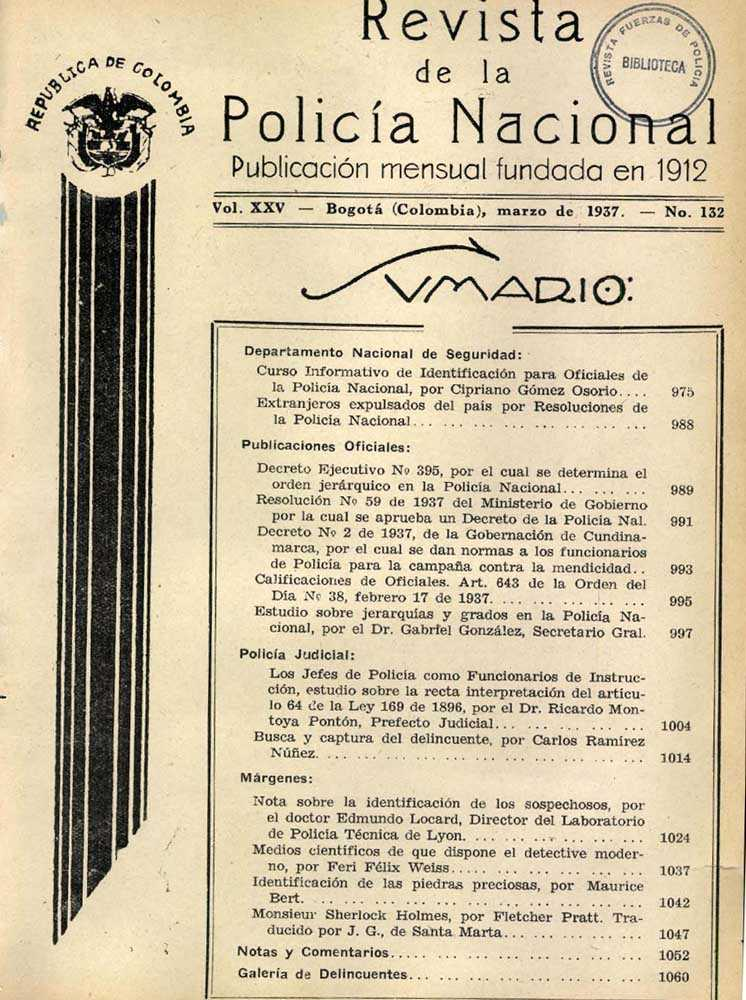 Revista
de la
Policía Nacional
Publicación mensual fundada en 1912
REPUBLICA DE COLOMBIA
REVISTA FUERZAS DE POLICIA
BIBLIOTECA
Vol. XXV — Bogotá (Colombia), marzo de 1937. — No. 132
SUMARIO:
Departamento Nacional de Seguridad:
Curso Informativo de Identificación para Oficiales de
la Policía Nacional, por Cipriano Gómez Osorio.... 975
Extranjeros expulsados del país por Resoluciones de
la Policía Nacional... ... ... ... ... ... ... ... ... 988
Publicaciones Oficiales:
Decreto Ejecutivo Nº 395, por el cual se determina el
orden jerárquico en la Policía Nacional... ... ... 989
Resolución Nº 59 de 1937 del Ministerio de Gobierno
por la cual se aprueba un Decreto de la Policía Nal. 991
Decreto Nº 2 de 1937, de la Gobernación de Cundina-
marca, por el cual se dan normas a los funcionarios
de Policía para la campaña contra la mendicidad.. 993
Calificaciones de Oficiales. Art. 643 de la Orden del
Día Nº 38, febrero 17 de 1937. ... ... ... ... ... ... 995
Estudio sobre jerarquías y grados en la Policía Na-
cional, por el Dr. Gabriel González, Secretario Gral. 997
Policía Judicial:
Los Jefes de Policía como Funcionarios de Instruc-
ción, estudio sobre la recta interpretación del artícu-
lo 64 de la Ley 169 de 1896, por el Dr. Ricardo Mon-
toya Pontón, Prefecto Judicial... ... ... ... ... ... 1004
Busca y captura del delincuente, por Carlos Ramírez
Núñez. ... ... ... ... ... ... ... ... ... ... ... ... ... 1014
Márgenes:
Nota sobre la identificación de los sospechosos, por
el doctor Edmundo Locard, Director del Laboratorio
de Policía Técnica de Lyon. ... ... ... ... ... ... ... 1024
Medios científicos de que dispone el detective moder-
no, por Feri Félix Weiss..... ... ... ... ... ... ... ... 1037
Identificación de las piedras preciosas, por Maurice
Bert. ... ... ... ... ... ... ... ... ... ... ... ... ... 1042
Monsieur Sherlock Holmes, por Fletcher Pratt. Tra-
ducido por J. G., de Santa Marta... ... ... ... ... ... 1047
Notas y Comentarios..... ... ... ... ... ... ... ... ... 1052
Galería de Delincuentes... ... ... ... ... ... ... ... ... 1060